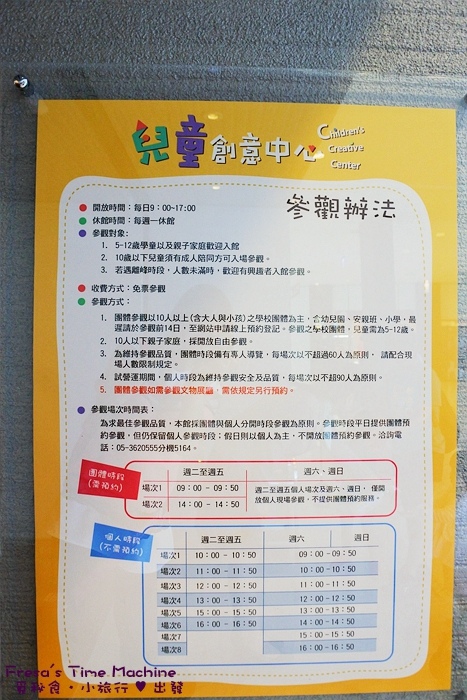 兒童創意中心
Children's
Creative
Center
參觀辦法
開放時間：每日9：00~17:00
休館時間：每週一休館
參觀對象：
1. 5-12歲學童以及親子家庭歡迎入館
2. 10歲以下兒童須有成人陪同方可入場參觀。
3. 若遇離峰時段，人數未滿時，歡迎有興趣者入館參觀。
收費方式：免票參觀
參觀方式：
1. 團體參觀以10人以上(含大人與小孩)之學校團體為主，含幼兒園、安親班、小學，最
遲請於參觀前14日，至網站申請線上預約登記。參觀之學校團體，兒童需為5-12歲。
2. 10人以下親子家庭，採開放自由參觀。
3. 為維持參觀品質，團體時段備有專人導覽，每場次以不超過60人為原則，請配合現
場人數限制規定。
4. 試營運期間，個人時段為維持參觀安全及品質，每場次以不超90人為原則。
5. 團體參觀如需參觀文物展廳，需依規定另行預約。
參觀場次時間表：
為求最佳參觀品質，本館採團體與個人分開時段參觀為原則。參觀時段平日提供團體預
約參觀，但仍保留個人參觀時段；假日則以個人為主，不開放團體預約參觀。洽詢電
話：05-3620555分機5164。
團體時段
(需預約)
週二至週五 週六、週日
場次1 09：00 - 09：50
場次2 14：00 - 14：50
週二至週五個人場次及週六、週日，僅開
放個人現場參觀，不提供團體預約服務。
個人時段
(不需預約)
週二至週五 週六 週日
場次1 10：00 - 10：50 09：00 - 09：50
場次2 11：00 - 11：50 10：00 - 10：50
場次3 12：00 - 12：50 11：00 - 11：50
場次4 13：00 - 13：50 12：00 - 12：50
場次5 15：00 - 15：50 13：00 - 13：50
場次6 16：00 - 16：50 14：00 - 14：50
場次7 15：00 - 15：50
場次8 16：00 - 16：50
Frera's Time Machine
覓秘食・小旅行♥出發